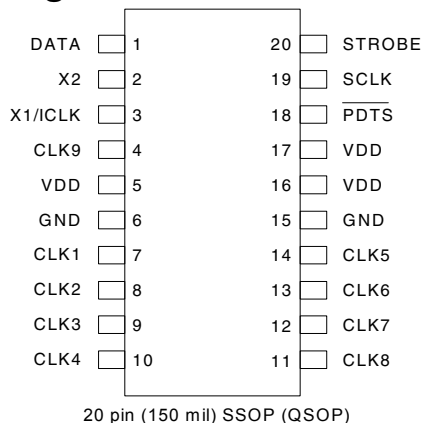 DATA 1 20 STROBE
X2 2 19 SCLK
X1/ICLK 3 18 PDTS
CLK9 4 17 VDD
VDD 5 16 VDD
GND 6 15 GND
CLK1 7 14 CLK5
CLK2 8 13 CLK6
CLK3 9 12 CLK7
CLK4 10 11 CLK8
20 pin (150 mil) SSOP (QSOP)